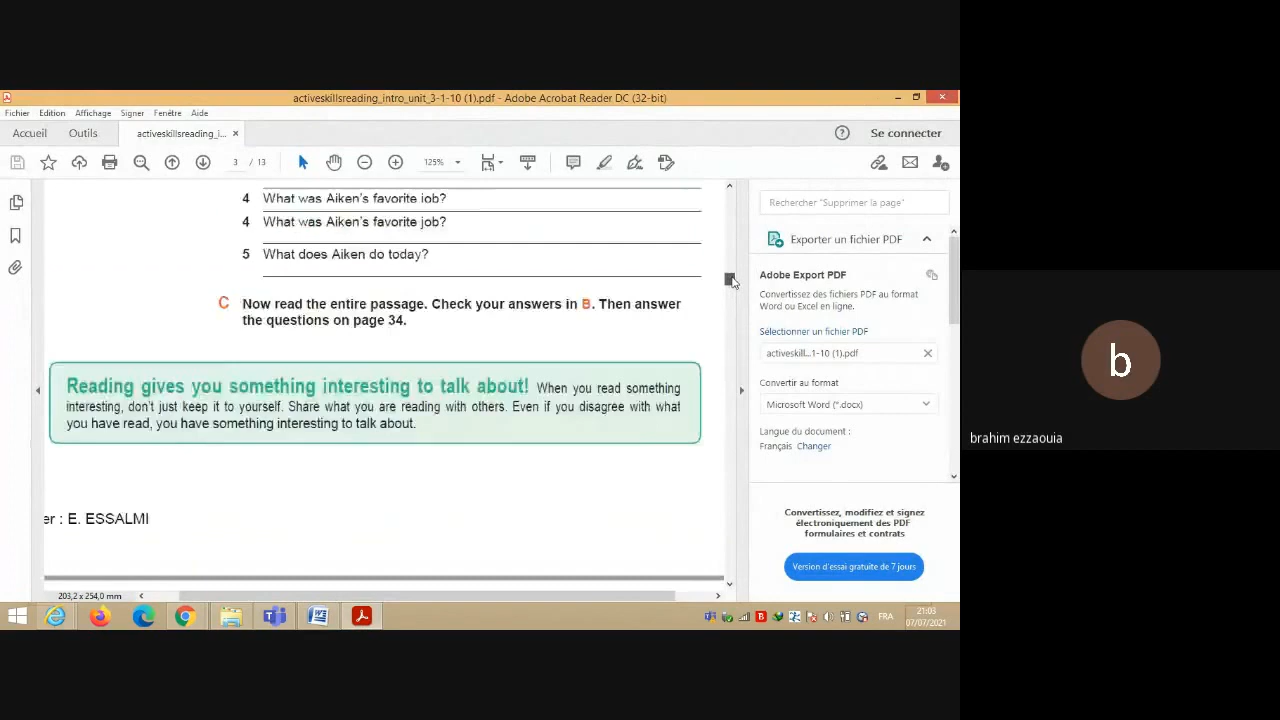 activeskillsreading_intro_unit_3-1-10 (1).pdf - Adobe Acrobat Reader DC (32-bit)
Fichier Edition Affichage Signer Fenêtre Aide
Accueil Outils activeskillsreading_i... × Se connecter
3 / 13 125%
4 What was Aiken's favorite job?
4 What was Aiken's favorite job?
5 What does Aiken do today?
C Now read the entire passage. Check your answers in B. Then answer
the questions on page 34.
Reading gives you something interesting to talk about! When you read something
interesting, don't just keep it to yourself. Share what you are reading with others. Even if you disagree with what
you have read, you have something interesting to talk about.
er : E. ESSALMI
203,2 x 254,0 mm
Rechercher "Supprimer la page"
Exporter un fichier PDF
Adobe Export PDF
Convertissez des fichiers PDF au format
Word ou Excel en ligne.
Sélectionner un fichier PDF
activeskill...1-10 (1).pdf
Convertir au format
Microsoft Word (*.docx)
Langue du document :
Français Changer
Convertissez, modifiez et signez
électroniquement des PDF
formulaires et contrats
Version d'essai gratuite de 7 jours
FRA
21:03
07/07/2021
b
brahim ezzaouia